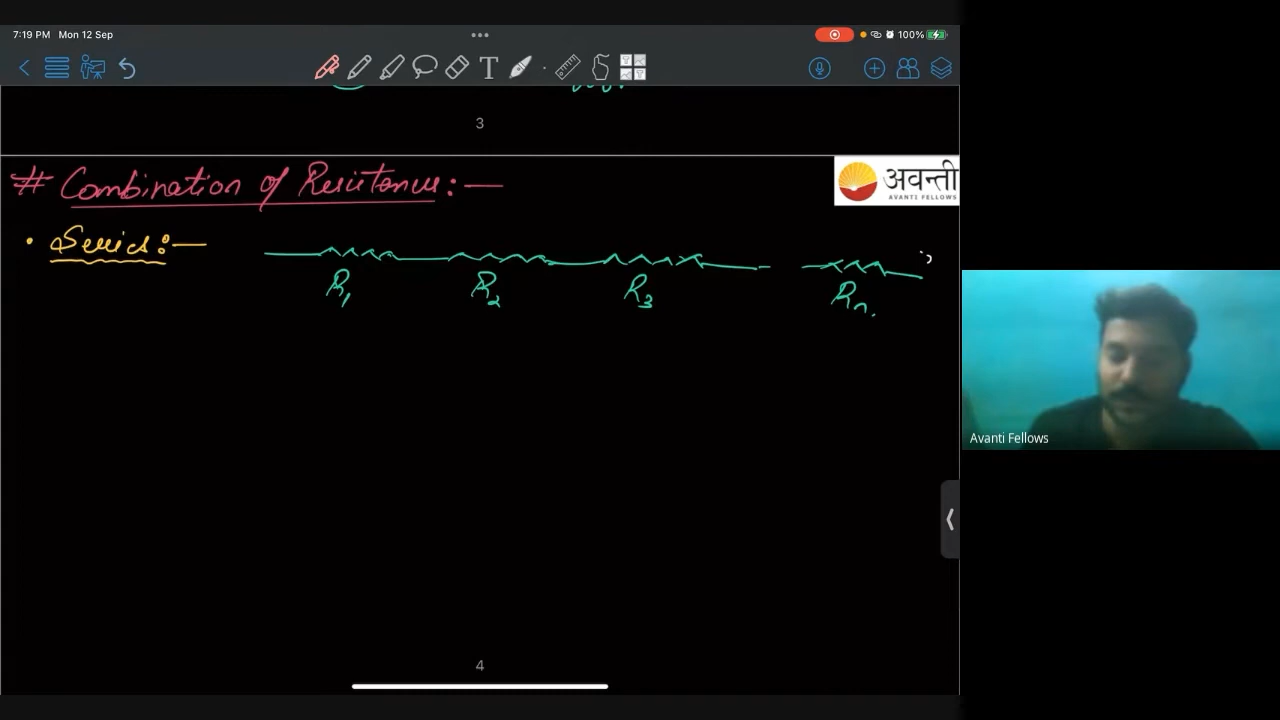 7:19 PM Mon 12 Sep
100%
T
3
# Combination of Resistance:—
अवन्ती
AVANTI FELLOWS
• Series:—
R1 R2 R3 Rn.
Avanti Fellows
4